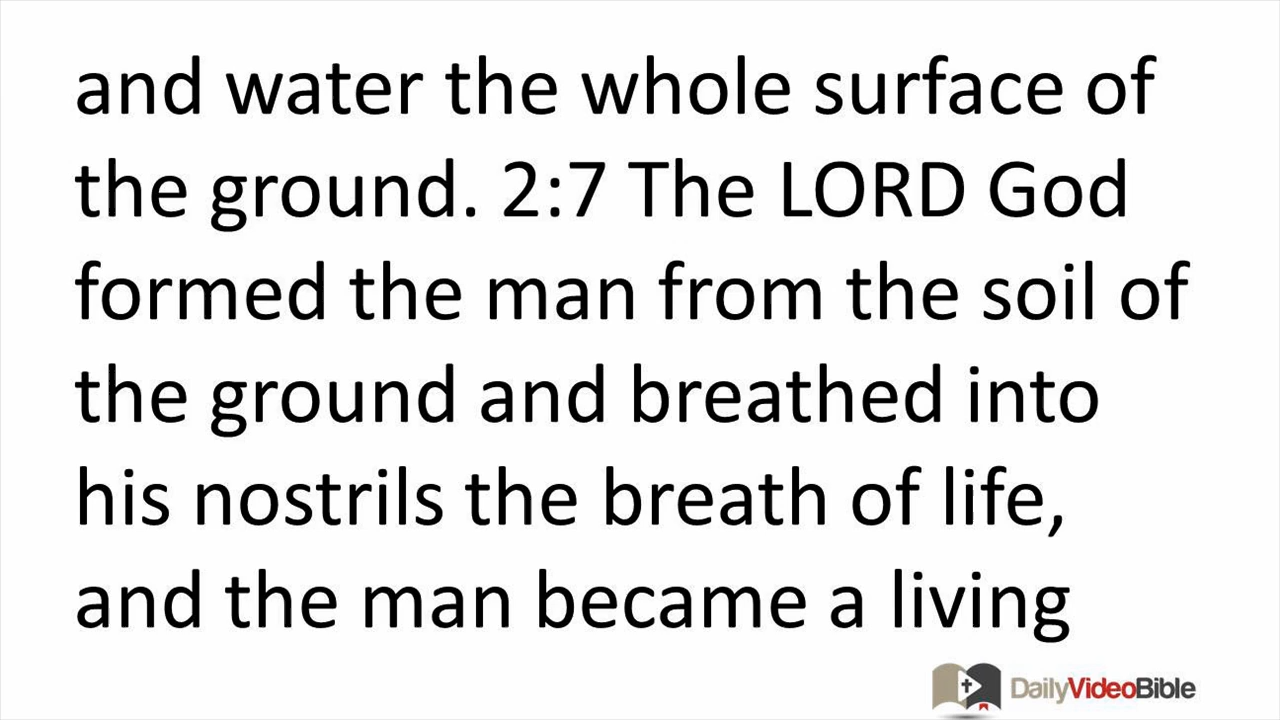 and water the whole surface of
the ground. 2:7 The LORD God
formed the man from the soil of
the ground and breathed into
his nostrils the breath of life,
and the man became a living
DailyVideoBible